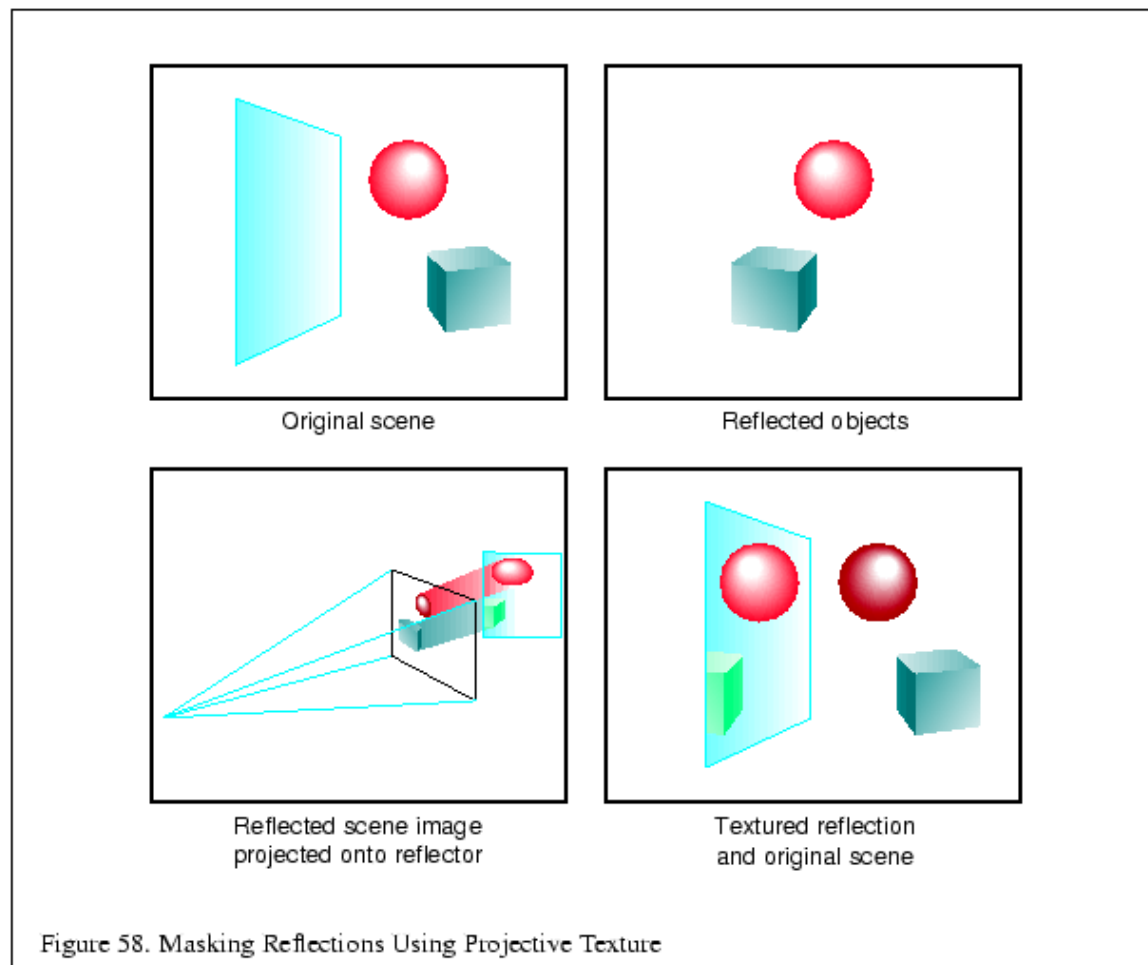 Original scene
Reflected objects
Reflected scene image
projected onto reflector
Textured reflection
and original scene
Figure 58. Masking Reflections Using Projective Texture